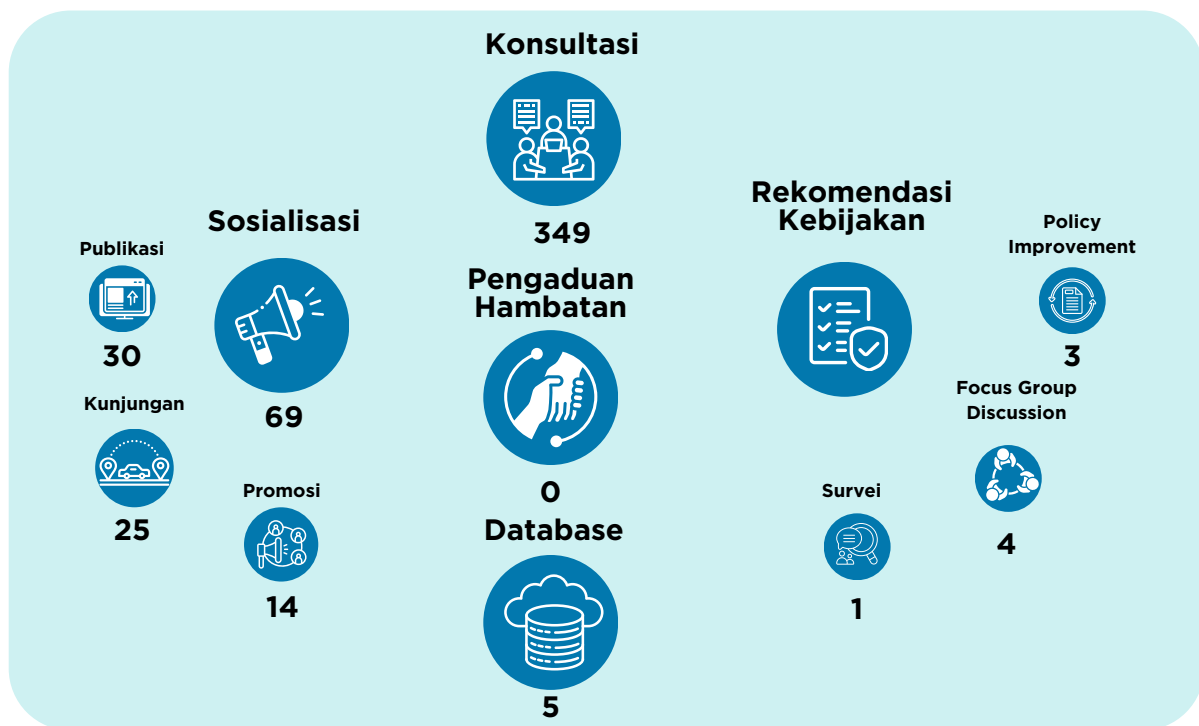 Konsultasi
349
Sosialisasi
69
Publikasi
30
Kunjungan
25
Promosi
14
Pengaduan
Hambatan
0
Database
5
Rekomendasi
Kebijakan
Policy
Improvement
3
Focus Group
Discussion
4
Survei
1